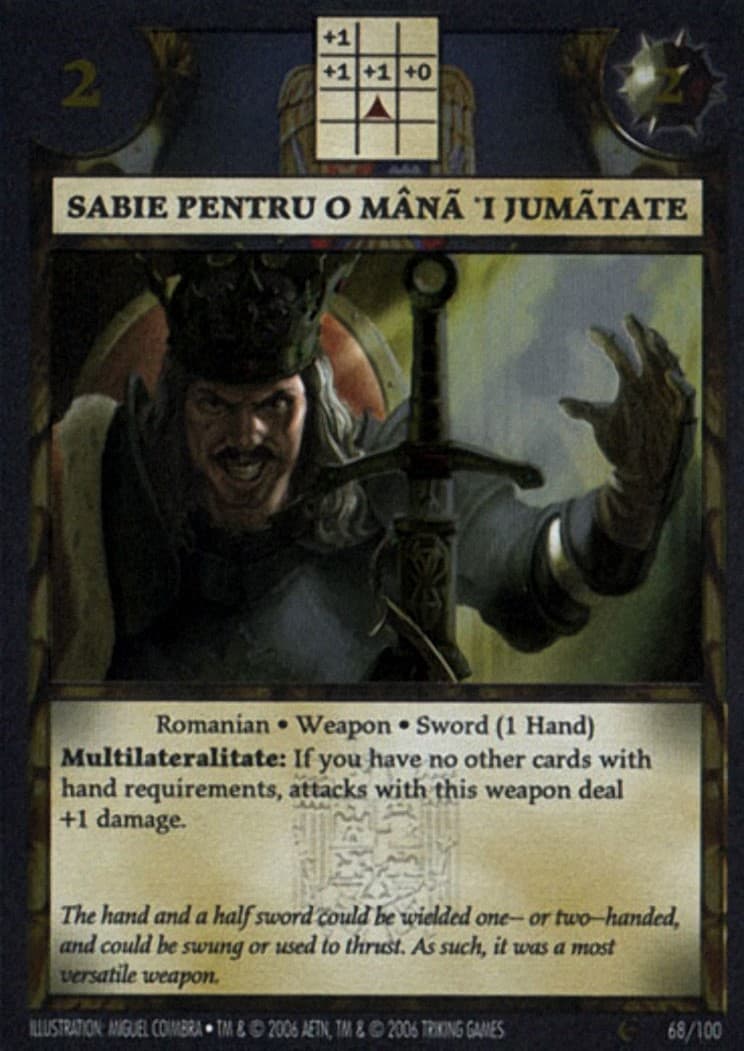 +1
2
+1 +1 +0
2
SABIE PENTRU O MÂNÃ ˈI JUMÃTATE
Romanian • Weapon • Sword (1 Hand)
Multilateralitate: If you have no other cards with
hand requirements, attacks with this weapon deal
+1 damage.
The hand and a half sword could be wielded one– or two–handed,
and could be swung or used to thrust. As such, it was a most
versatile weapon.
ILLUSTRATION: MIGUEL COIMBRA • TM & © 2006 AETN, TM & © 2006 TRIKING GAMES
68/100